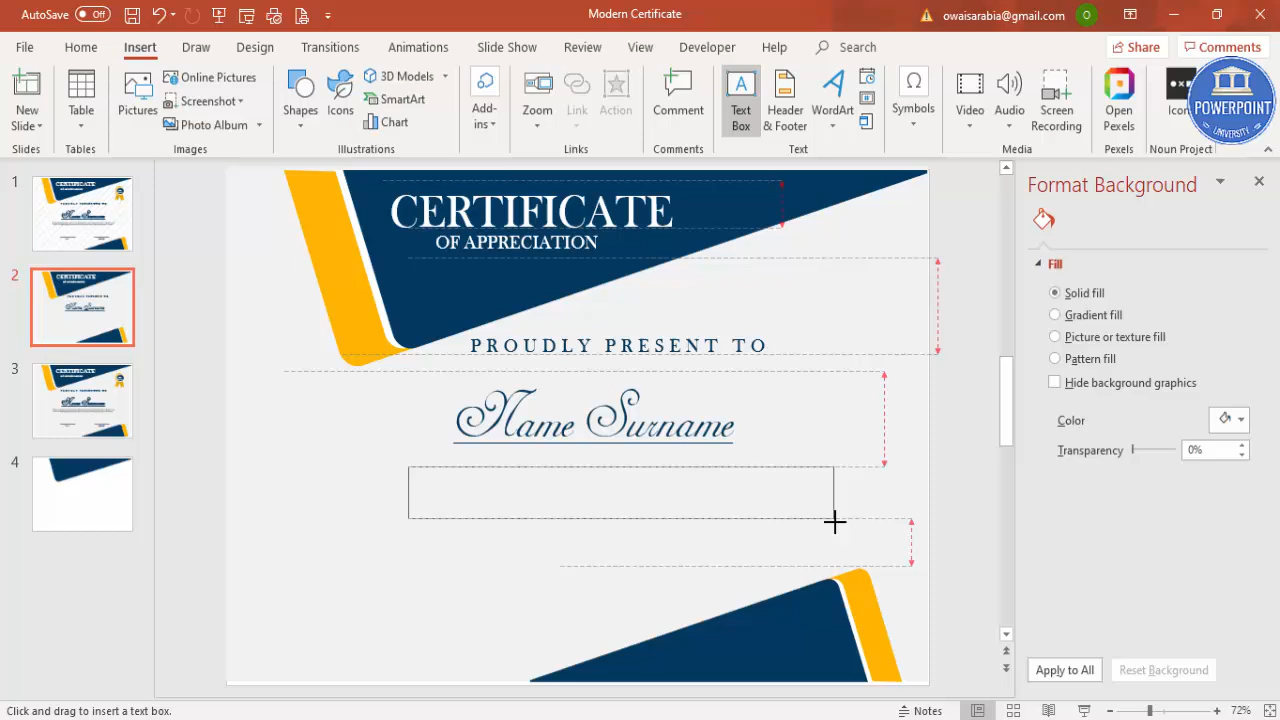 AutoSave Off Modern Certificate owaisarabia@gmail.com O
File Home Insert Draw Design Transitions Animations Slide Show Review View Developer Help Search Share Comments
New Slide Table Pictures Online Pictures Screenshot Photo Album Shapes Icons 3D Models SmartArt Chart Add-ins Zoom Link Action Comment Text Box Header & Footer WordArt Symbols Video Audio Screen Recording Open Pexels Icon
Slides Tables Images Illustrations Links Comments Text Media Pexels Noun Project
POWERPOINT
UNIVERSITY
1
2
3
4
CERTIFICATE
OF APPRECIATION
PROUDLY PRESENT TO
Name Surname
Format Background
Fill
Solid fill
Gradient fill
Picture or texture fill
Pattern fill
Hide background graphics
Color
Transparency 0%
Apply to All Reset Background
Click and drag to insert a text box. Notes 72%